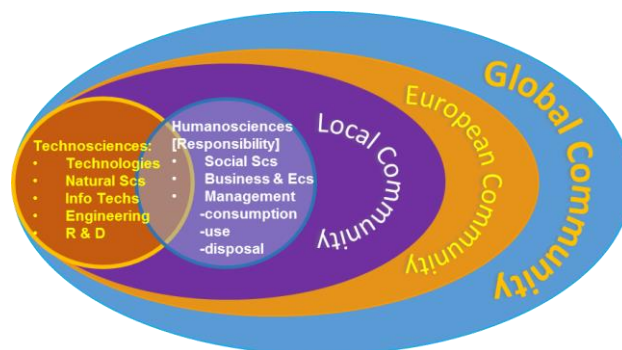 Technosciences:
• Technologies
• Natural Scs
• Info Techs
• Engineering
• R & D
Humanosciences
[Responsibility]
• Social Scs
• Business & Ecs
• Management
-consumption
-use
-disposal
Local Community
European Community
Global Community